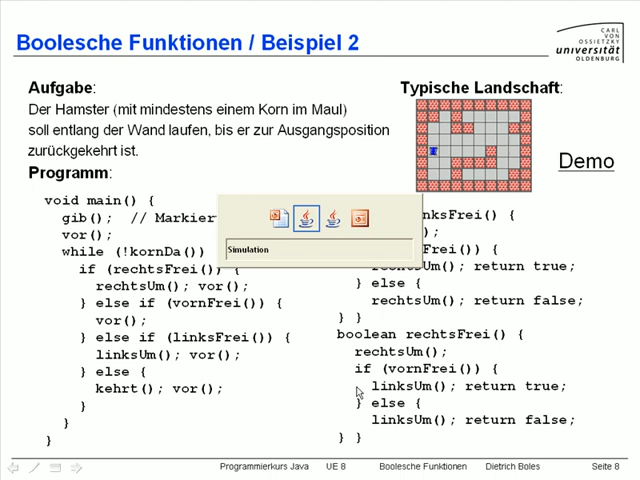 Boolesche Funktionen / Beispiel 2
CARL
VON
OSSIETZKY
universität
OLDENBURG
Aufgabe:
Der Hamster (mit mindestens einem Korn im Maul)
soll entlang der Wand laufen, bis er zur Ausgangsposition
zurückgekehrt ist.
Programm:
Typische Landschaft:
Demo
void main() {
gib(); // Markier
vor();
while (!kornDa())
if (rechtsFrei()) {
rechtsUm(); vor();
} else if (vornFrei()) {
vor();
} else if (linksFrei()) {
linksUm(); vor();
} else {
kehrt(); vor();
}
}
}
Simulation
nksFrei() {
);
Frei()) {
rechtsUm(); return true;
} else {
rechtsUm(); return false;
} }
boolean rechtsFrei() {
rechtsUm();
if (vornFrei()) {
linksUm(); return true;
} else {
linksUm(); return false;
} }
Programmierkurs Java UE 8 Boolesche Funktionen Dietrich Boles Seite 8